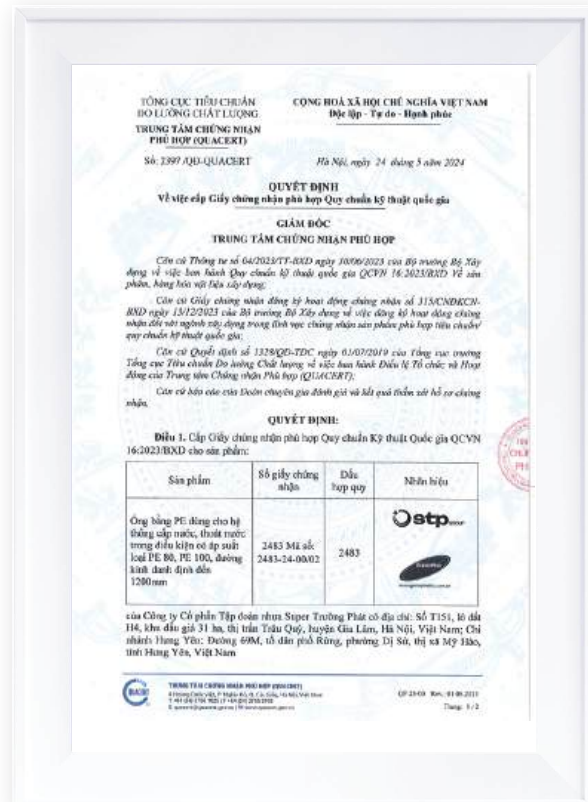 TỔNG CỤC TIÊU CHUẨN
ĐO LƯỜNG CHẤT LƯỢNG
TRUNG TÂM CHỨNG NHẬN
PHÙ HỢP (QUACERT)
Số: 1397 /QĐ-QUACERT
CỘNG HOÀ XÃ HỘI CHỦ NGHĨA VIỆT NAM
Độc lập - Tự do - Hạnh phúc
Hà Nội, ngày 24 tháng 5 năm 2024
QUYẾT ĐỊNH
Về việc cấp Giấy chứng nhận phù hợp Quy chuẩn kỹ thuật quốc gia
GIÁM ĐỐC
TRUNG TÂM CHỨNG NHẬN PHÙ HỢP
Căn cứ Thông tư số 04/2023/TT-BXD ngày 30/06/2023 của Bộ trưởng Bộ Xây
dựng về việc ban hành Quy chuẩn kỹ thuật quốc gia QCVN 16:2023/BXD Về sản
phẩm, hàng hóa vật liệu xây dựng;
Căn cứ Giấy chứng nhận đăng ký hoạt động chứng nhận số 315/CNĐKCN-
BXD ngày 13/12/2023 của Bộ trưởng Bộ Xây dựng về việc đăng ký hoạt động chứng
nhận đối với ngành xây dựng trong lĩnh vực chứng nhận sản phẩm phù hợp tiêu chuẩn/
quy chuẩn kỹ thuật quốc gia;
Căn cứ Quyết định số 1328/QĐ-TĐC ngày 01/07/2019 của Tổng cục trưởng
Tổng cục Tiêu chuẩn Đo lường Chất lượng về việc ban hành Điều lệ Tổ chức và Hoạt
động của Trung tâm Chứng nhận Phù hợp (QUACERT);
Căn cứ báo cáo của Đoàn chuyên gia đánh giá và kết quả thẩm xét hồ sơ chứng
nhận.
QUYẾT ĐỊNH:
Điều 1. Cấp Giấy chứng nhận phù hợp Quy chuẩn Kỹ thuật Quốc gia QCVN
16:2023/BXD cho sản phẩm:
Sản phẩm
Số giấy chứng
nhận
Dấu
hợp quy
Nhãn hiệu
Ống bằng PE dùng cho hệ
thống cấp nước, thoát nước
trong điều kiện có áp suất
loại PE 80, PE 100, đường
kính danh định đến
1200mm
2483 Mã số:
2483-24-00/02
2483
stp
của Công ty Cổ phần Tập đoàn nhựa Super Trường Phát có địa chỉ: Số T151, lô đất
H4, khu đấu giá 31 ha, thị trấn Trâu Quỳ, huyện Gia Lâm, Hà Nội, Việt Nam; Chi
nhánh Hưng Yên: Đường 69M, tổ dân phố Rừng, phường Dị Sử, thị xã Mỹ Hào,
tỉnh Hưng Yên, Việt Nam
QUACERT
TRUNG TÂM CHỨNG NHẬN PHÙ HỢP (QUACERT)
Trang: 1/2